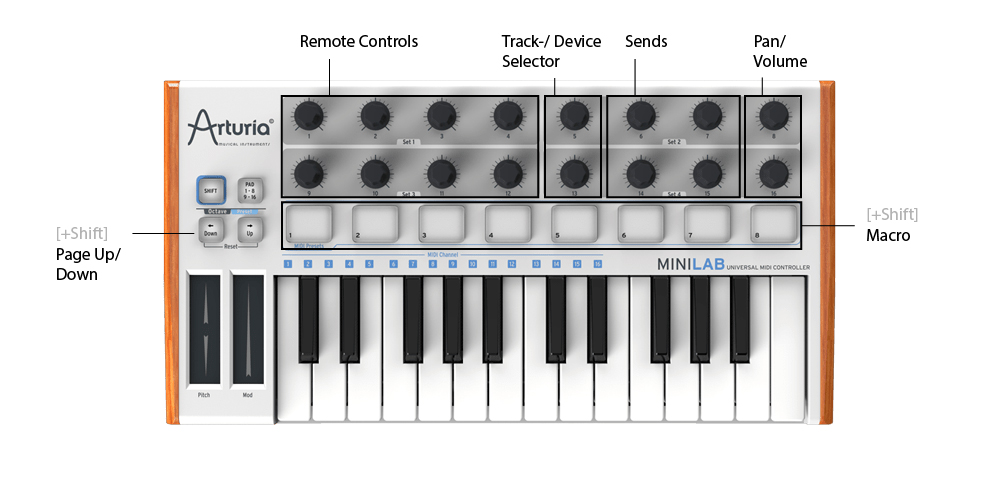 Remote Controls
Track-/ Device
Selector
Sends
Pan/
Volume
Arturia©
MUSICAL INSTRUMENTS
1 2 3 4 5 6 7 8
Set 1 Set 2
9 10 11 12 13 14 15 16
Set 3 Set 4
SHIFT
PAD
1 - 8
9 - 16
Octave Preset
Down Up
Reset
[+Shift]
Page Up/
Down
1 2 3 4 5 6 7 8
[+Shift]
Macro
MIDI Presets
MIDI Channel
1 2 3 4 5 6 7 8 9 10 11 12 13 14 15 16
MINILAB UNIVERSAL MIDI CONTROLLER
Pitch Mod